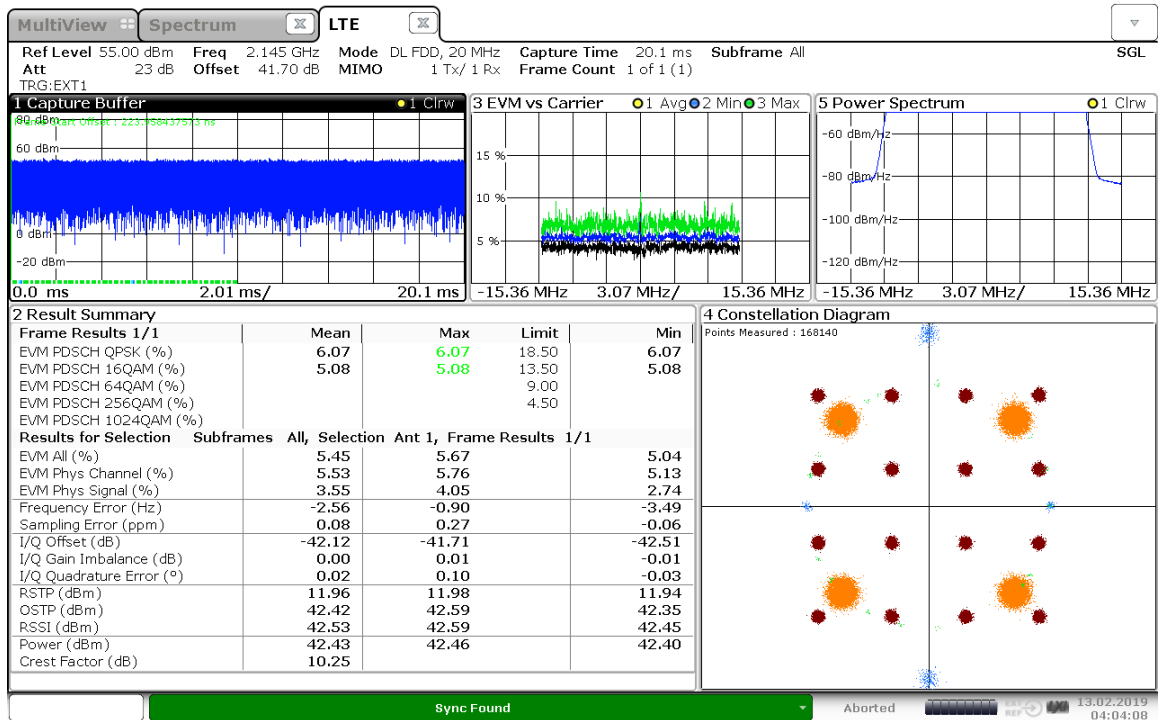 MultiView Spectrum LTE
Ref Level 55.00 dBm Freq 2.145 GHz Mode DL FDD, 20 MHz Capture Time 20.1 ms Subframe All SGL
Att 23 dB Offset 41.70 dB MIMO 1 Tx/ 1 Rx Frame Count 1 of 1 (1)
TRG:EXT1
1 Capture Buffer 1 Clrw
Frame Start Offset : 223.958437573 ns
80 dBm
60 dBm
0 dBm
-20 dBm
0.0 ms 2.01 ms/ 20.1 ms
3 EVM vs Carrier 1 Avg 2 Min 3 Max
15 %
10 %
5 %
-15.36 MHz 3.07 MHz/ 15.36 MHz
5 Power Spectrum 1 Clrw
-60 dBm/Hz
-80 dBm/Hz
-100 dBm/Hz
-120 dBm/Hz
-15.36 MHz 3.07 MHz/ 15.36 MHz
2 Result Summary
Frame Results 1/1 Mean Max Limit Min
EVM PDSCH QPSK (%) 6.07 6.07 18.50 6.07
EVM PDSCH 16QAM (%) 5.08 5.08 13.50 5.08
EVM PDSCH 64QAM (%) 9.00
EVM PDSCH 256QAM (%) 4.50
EVM PDSCH 1024QAM (%)
Results for Selection Subframes All, Selection Ant 1, Frame Results 1/1
EVM All (%) 5.45 5.67 5.04
EVM Phys Channel (%) 5.53 5.76 5.13
EVM Phys Signal (%) 3.55 4.05 2.74
Frequency Error (Hz) -2.56 -0.90 -3.49
Sampling Error (ppm) 0.08 0.27 -0.06
I/Q Offset (dB) -42.12 -41.71 -42.51
I/Q Gain Imbalance (dB) 0.00 0.01 -0.01
I/Q Quadrature Error (°) 0.02 0.10 -0.03
RSTP (dBm) 11.96 11.98 11.94
OSTP (dBm) 42.42 42.59 42.35
RSSI (dBm) 42.53 42.59 42.45
Power (dBm) 42.43 42.46 42.40
Crest Factor (dB) 10.25
4 Constellation Diagram
Points Measured : 168140
Sync Found
Aborted
EXT
REF
13.02.2019
04:04:08